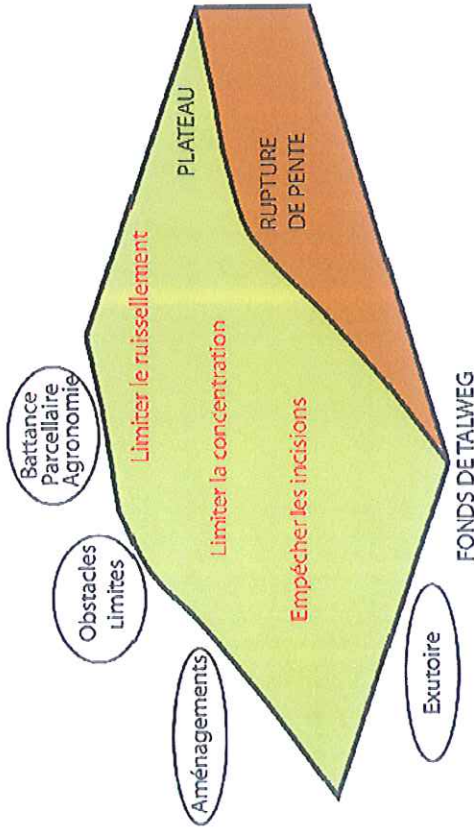 Battance
Parcellaire
Agronomie
Obstacles
Limites
Aménagements
Limiter le ruissellement
Limiter la concentration
Empécher les incisions
PLATEAU
RUPTURE
DE PENTE
FONDS DE TALWEG
Exutoire